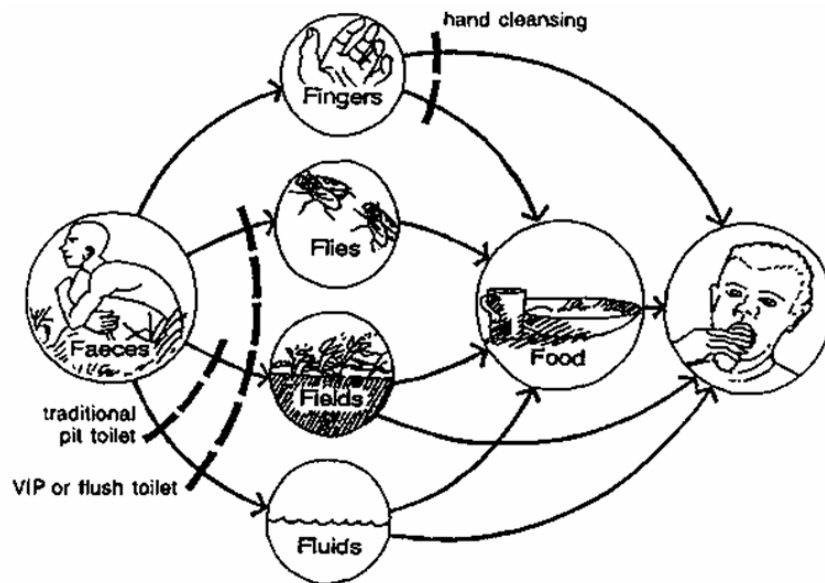 hand cleansing
Fingers
Flies
Faeces
Food
Fields
traditional
pit toilet
VIP or flush toilet
Fluids